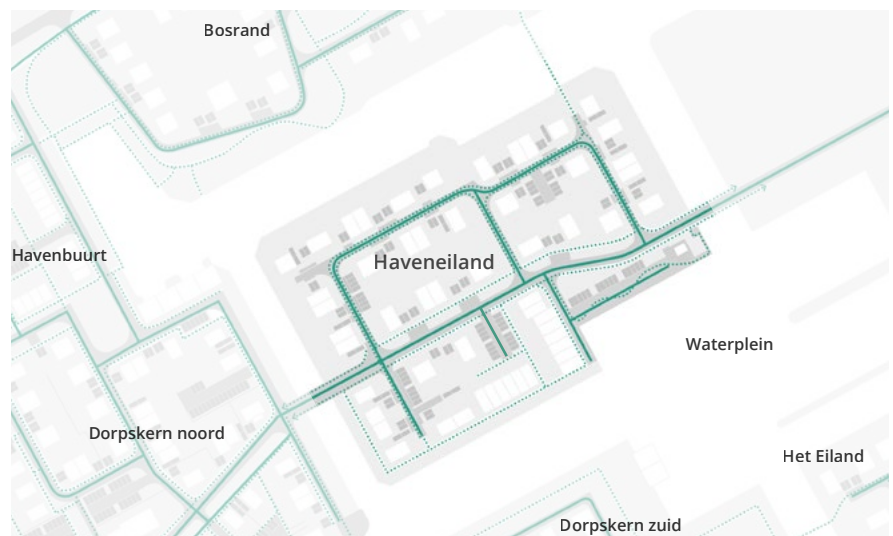 Bosrand
Havenbuurt
Haveneiland
Waterplein
Dorpskern noord
Het Eiland
Dorpskern zuid